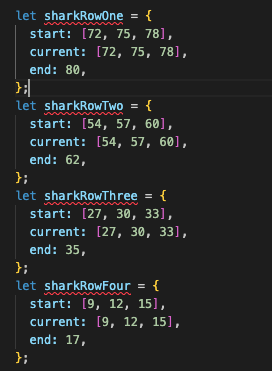 let sharkRowOne = {
  start: [72, 75, 78],
  current: [72, 75, 78],
  end: 80,
};
let sharkRowTwo = {
  start: [54, 57, 60],
  current: [54, 57, 60],
  end: 62,
};
let sharkRowThree = {
  start: [27, 30, 33],
  current: [27, 30, 33],
  end: 35,
};
let sharkRowFour = {
  start: [9, 12, 15],
  current: [9, 12, 15],
  end: 17,
};